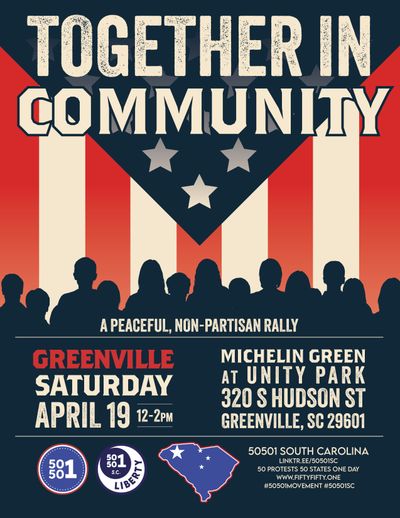 TOGETHER IN
COMMUNITY
A PEACEFUL, NON-PARTISAN RALLY
GREENVILLE
SATURDAY
APRIL 19 12-2PM
MICHELIN GREEN
AT UNITY PARK
320 S HUDSON ST
GREENVILLE, SC 29601
50
50 1
50
50 1
S.C.
LIBERTY
50501 SOUTH CAROLINA
LINKTR.EE/50501SC
50 PROTESTS 50 STATES ONE DAY
WWW.FIFTYFIFTY.ONE
#50501MOVEMENT #50501SC